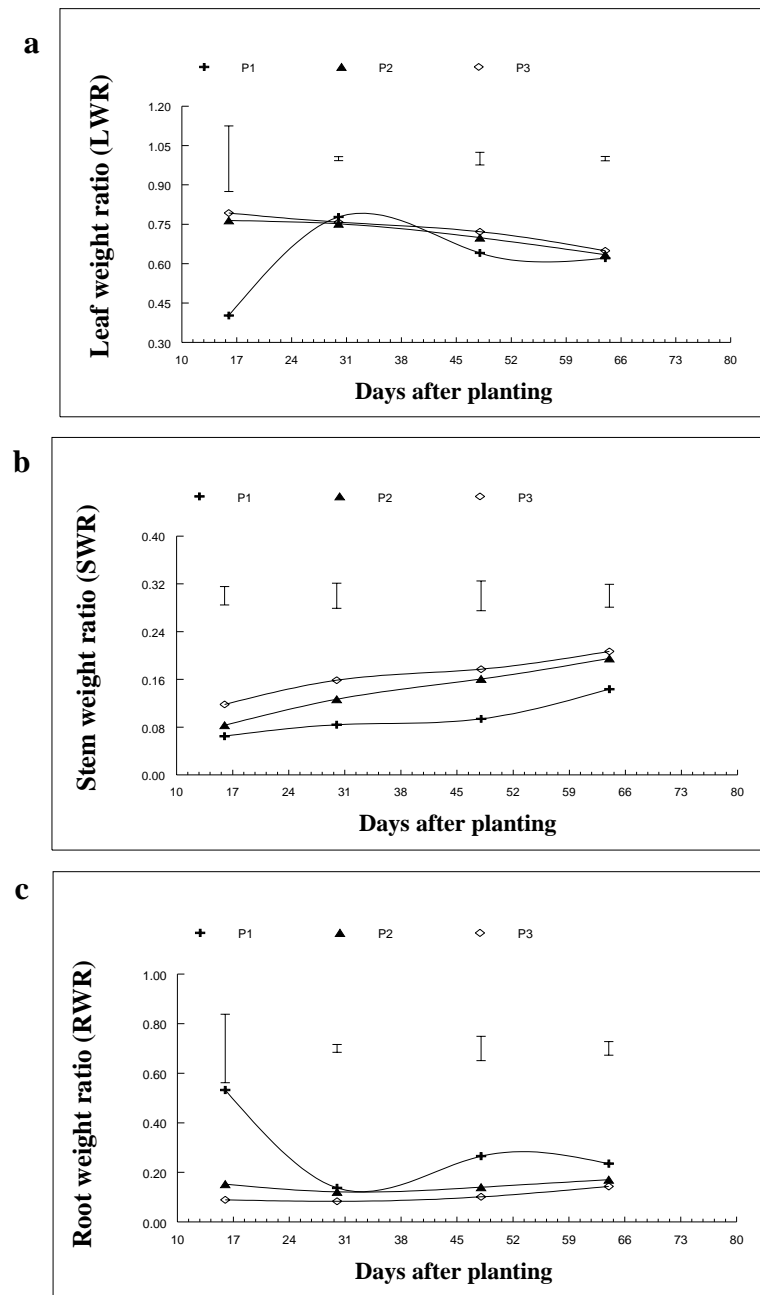 a
P1 P2 P3
Leaf weight ratio (LWR)
1.20
1.05
0.90
0.75
0.60
0.45
0.30
10 17 24 31 38 45 52 59 66 73 80
Days after planting
b
P1 P2 P3
Stem weight ratio (SWR)
0.40
0.32
0.24
0.16
0.08
0.00
10 17 24 31 38 45 52 59 66 73 80
Days after planting
c
P1 P2 P3
Root weight ratio (RWR)
1.00
0.80
0.60
0.40
0.20
0.00
10 17 24 31 38 45 52 59 66 73 80
Days after planting